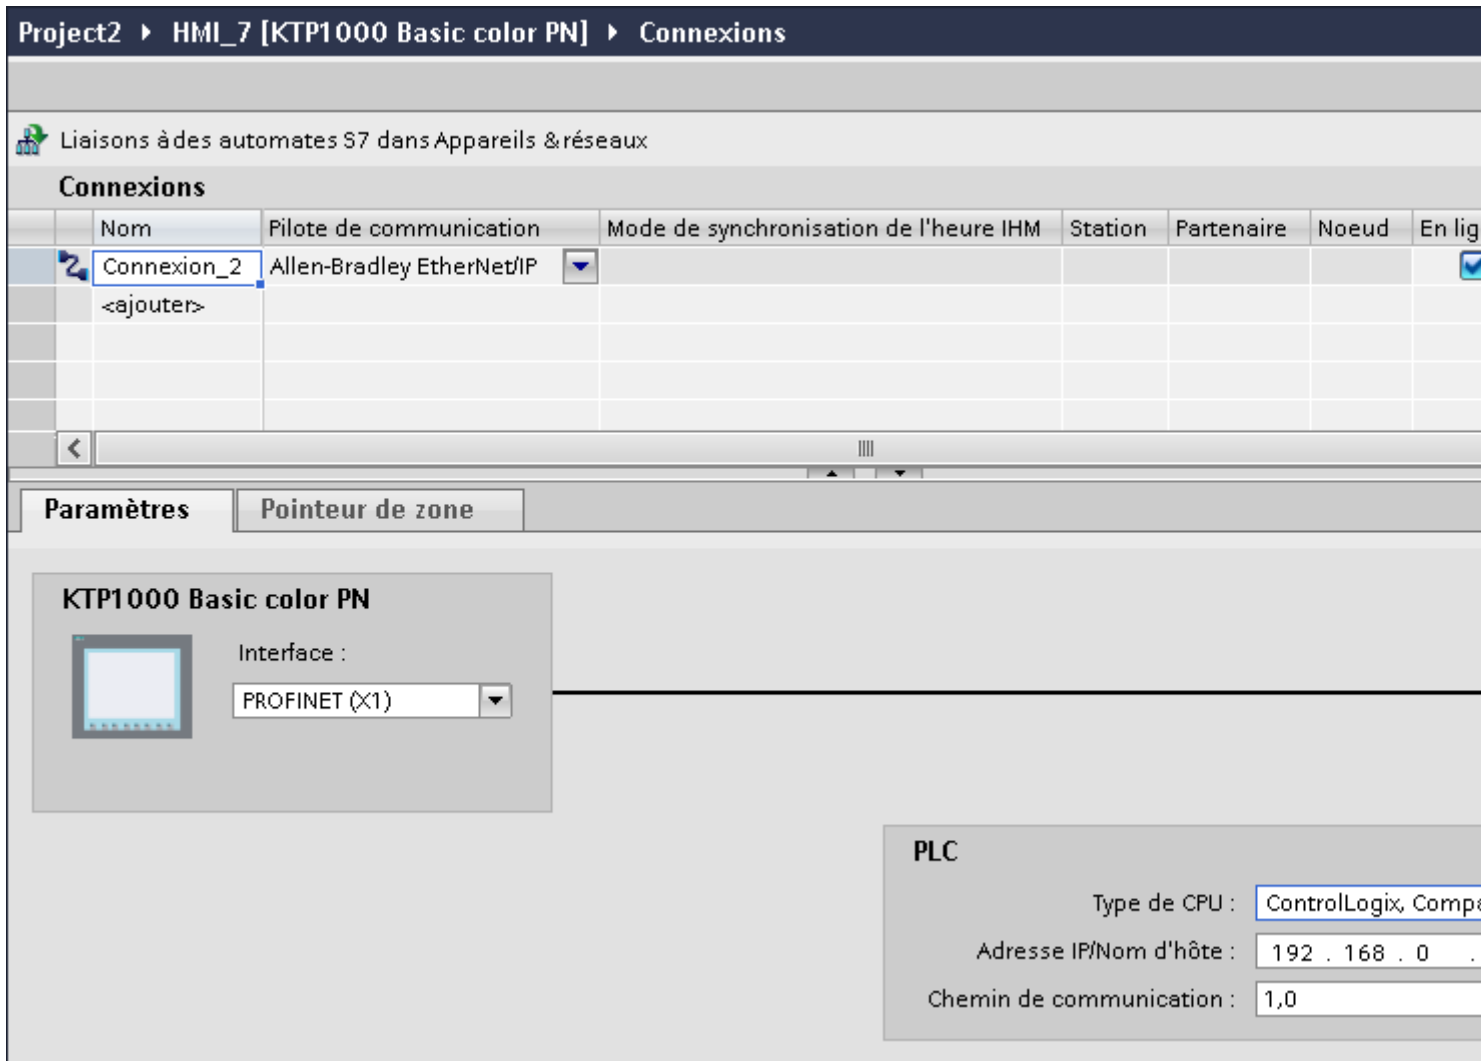 Project2 ▸ HMI_7 [KTP1000 Basic color PN] ▸ Connexions
Liaisons à des automates S7 dans Appareils & réseaux
Connexions
Nom Pilote de communication Mode de synchronisation de l'heure IHM Station Partenaire Noeud En lig
Connexion_2 Allen-Bradley EtherNet/IP
<ajouter>
Paramètres Pointeur de zone
KTP1000 Basic color PN
Interface :
PROFINET (X1)
PLC
Type de CPU : ControlLogix, Compa
Adresse IP/Nom d'hôte : 192 . 168 . 0 .
Chemin de communication : 1,0